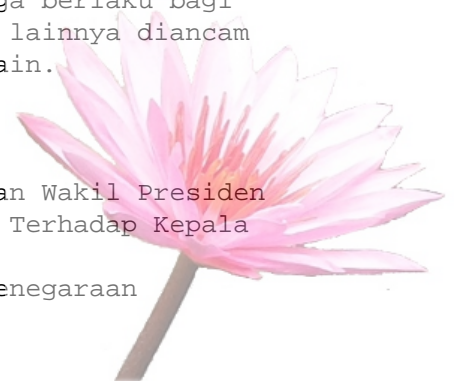 ga berlaku bagi
lainnya diancam
ain.
an Wakil Presiden
Terhadap Kepala
enegaraan